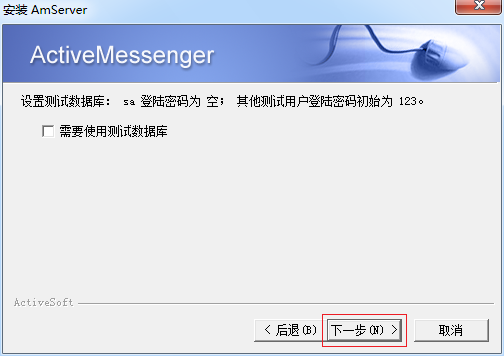 安装 AmServer
ActiveMessenger
设置测试数据库： sa 登陆密码为 空； 其他测试用户登陆密码初始为 123。
需要使用测试数据库
ActiveSoft
< 后退(B)
下一步(N) >
取消